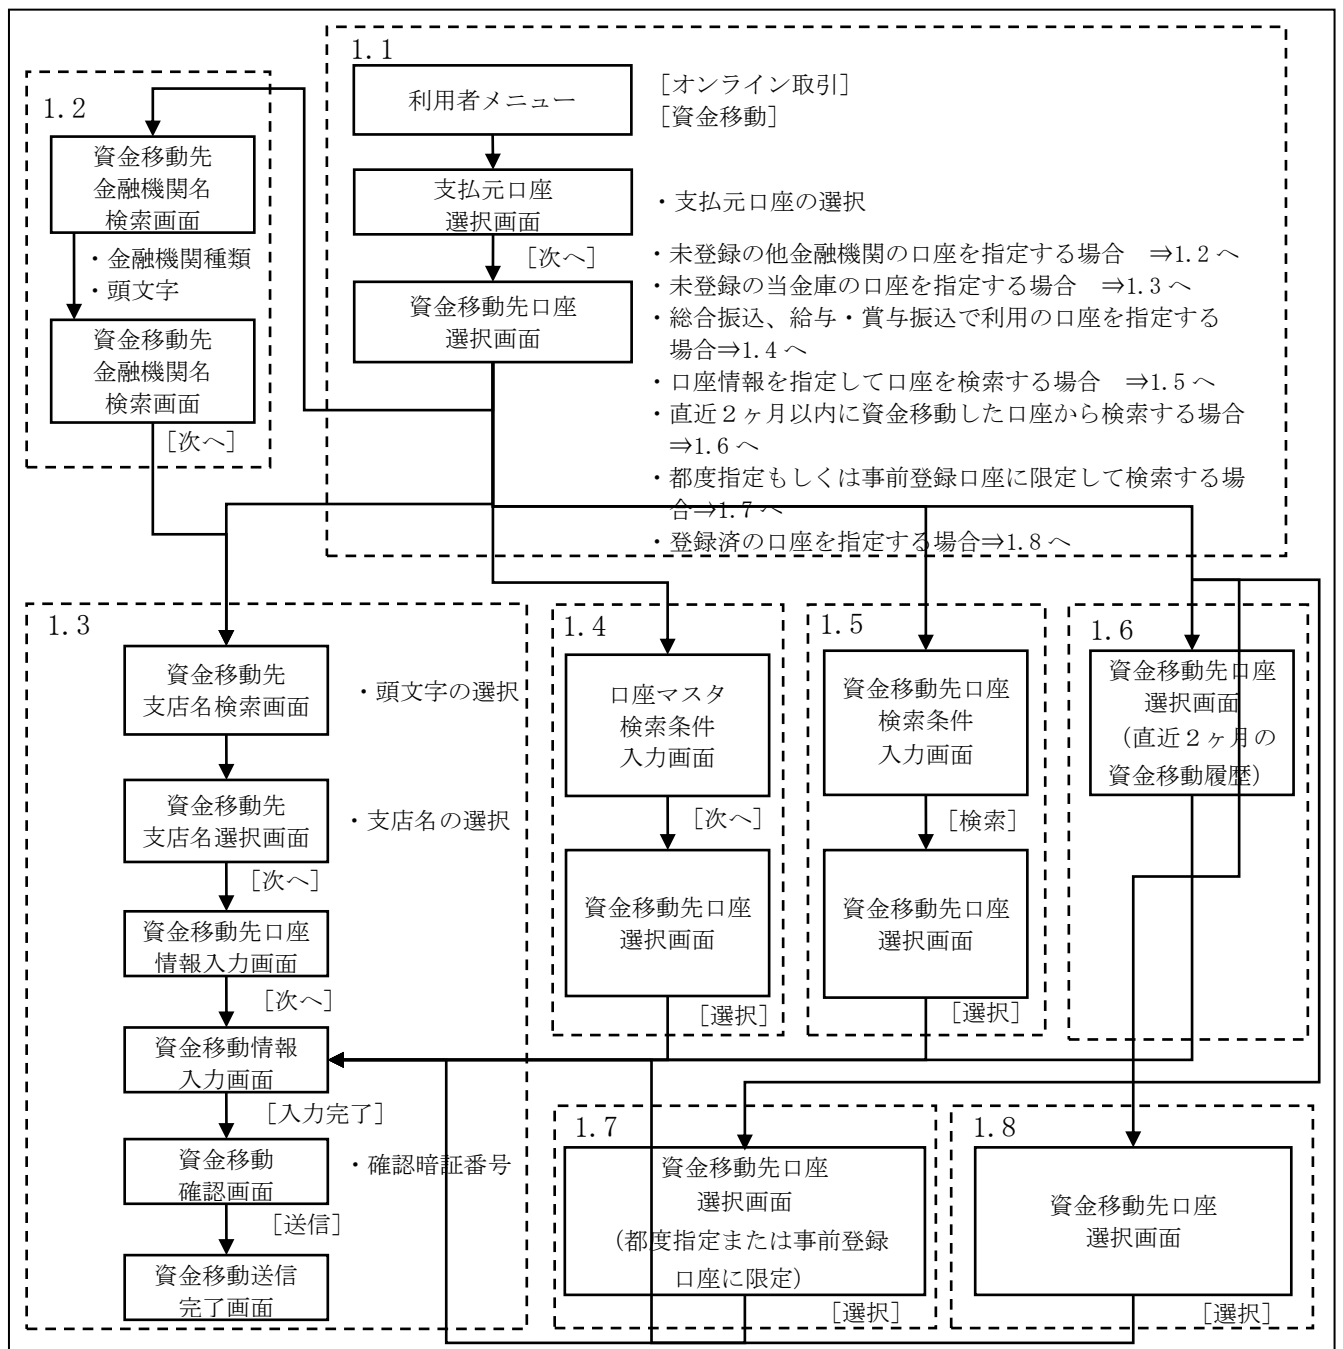 1.1
利用者メニュー
[オンライン取引]
[資金移動]
支払元口座
選択画面
・支払元口座の選択
[次へ]
資金移動先口座
選択画面
・未登録の他金融機関の口座を指定する場合　⇒1.2へ
・未登録の当金庫の口座を指定する場合　⇒1.3へ
・総合振込、給与・賞与振込で利用の口座を指定する
場合⇒1.4へ
・口座情報を指定して口座を検索する場合　⇒1.5へ
・直近２ヶ月以内に資金移動した口座から検索する場合
⇒1.6へ
・都度指定もしくは事前登録口座に限定して検索する場
合⇒1.7へ
・登録済の口座を指定する場合⇒1.8へ
1.2
資金移動先
金融機関名
検索画面
・金融機関種類
・頭文字
資金移動先
金融機関名
検索画面
[次へ]
1.3
資金移動先
支店名検索画面
・頭文字の選択
資金移動先
支店名選択画面
・支店名の選択
[次へ]
資金移動先口座
情報入力画面
[次へ]
資金移動情報
入力画面
[入力完了]
資金移動
確認画面
・確認暗証番号
[送信]
資金移動送信
完了画面
1.4
口座マスタ
検索条件
入力画面
[次へ]
資金移動先口座
選択画面
[選択]
1.5
資金移動先口座
検索条件
入力画面
[検索]
資金移動先口座
選択画面
[選択]
1.6
資金移動先口座
選択画面
（直近２ヶ月の
資金移動履歴）
1.7
資金移動先口座
選択画面
（都度指定または事前登録
口座に限定）
[選択]
1.8
資金移動先口座
選択画面
[選択]